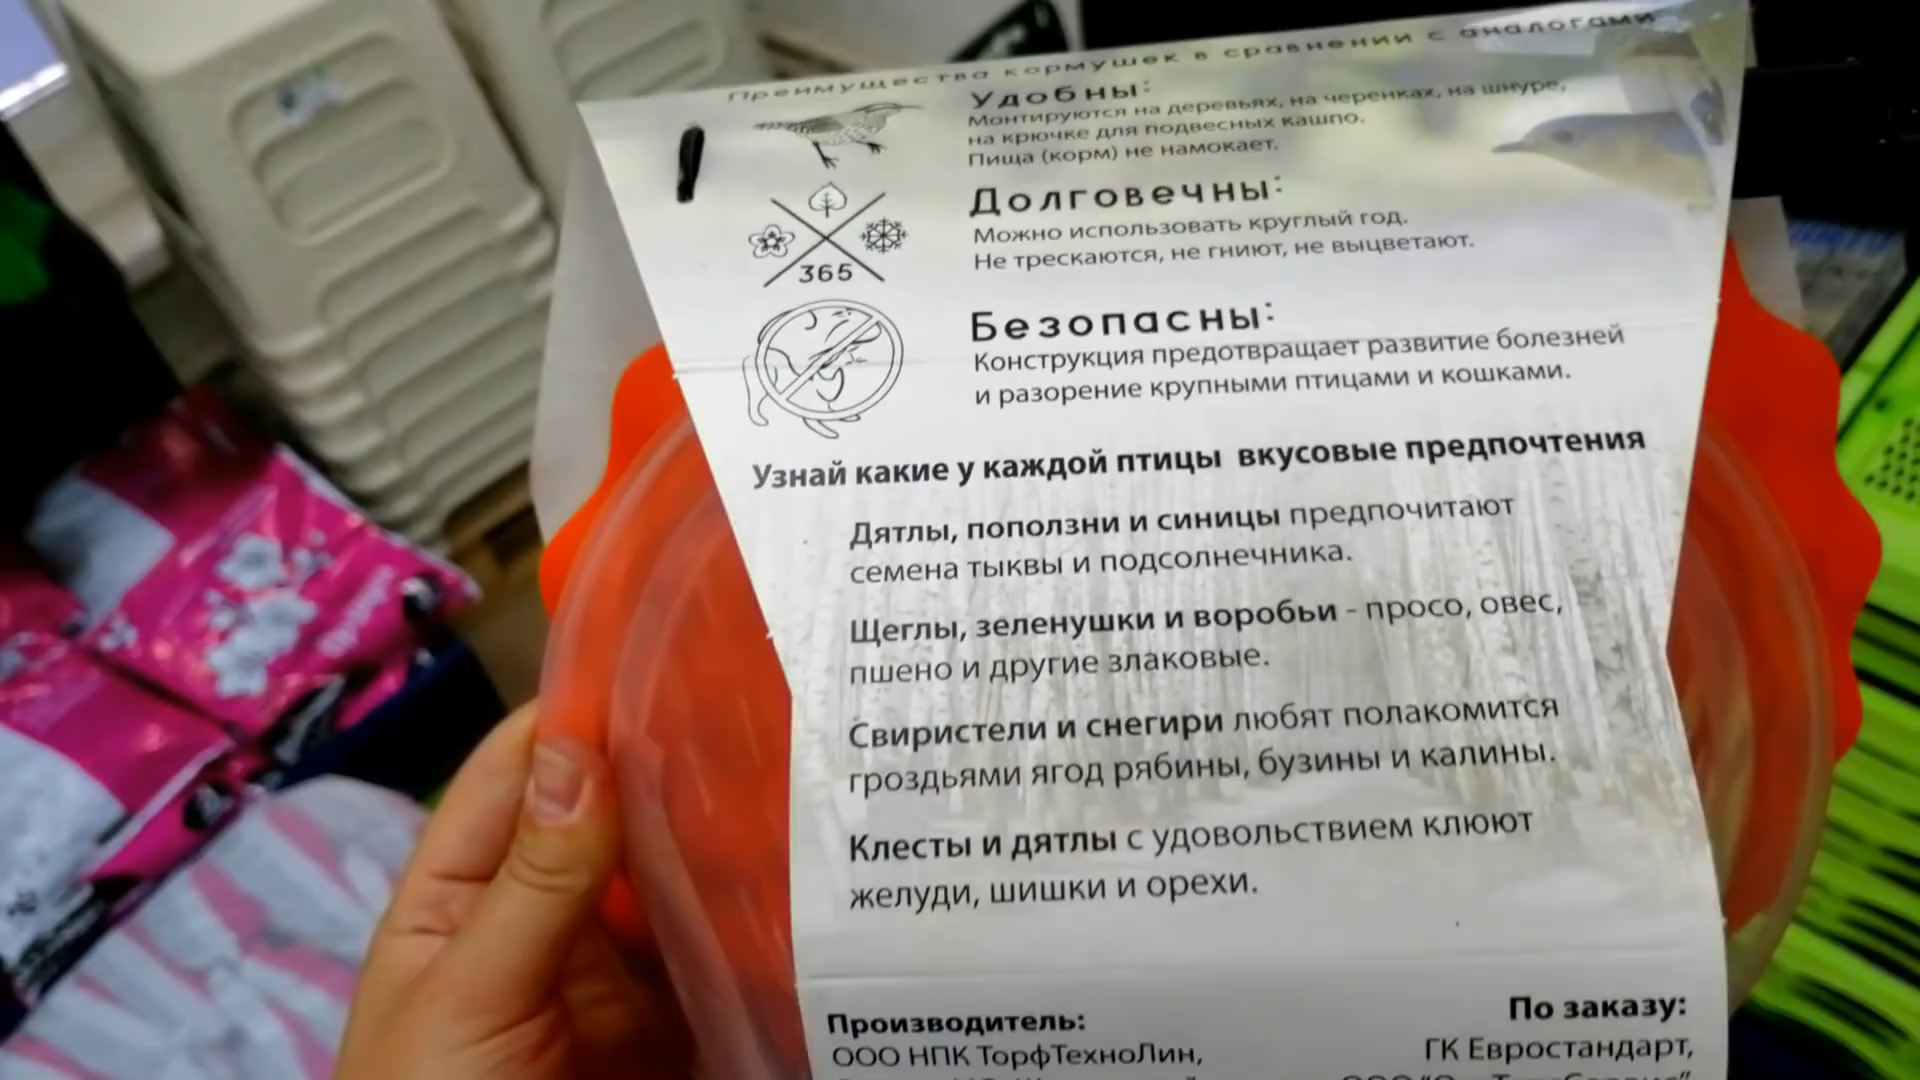 Преимущества кормушек в сравнении с аналогами
Удобны:
Монтируются на деревьях, на черенках, на шнуре,
на крючке для подвесных кашпо.
Пища (корм) не намокает.
Долговечны:
Можно использовать круглый год.
Не трескаются, не гниют, не выцветают.
365
Безопасны:
Конструкция предотвращает развитие болезней
и разорение крупными птицами и кошками.
Узнай какие у каждой птицы вкусовые предпочтения
Дятлы, поползни и синицы предпочитают
семена тыквы и подсолнечника.
Щеглы, зеленушки и воробьи - просо, овес,
пшено и другие злаковые.
Свиристели и снегири любят полакомится
гроздьями ягод рябины, бузины и калины.
Клесты и дятлы с удовольствием клюют
желуди, шишки и орехи.
Производитель:
ООО НПК ТорфТехноЛин,
По заказу:
ГК Евростандарт,